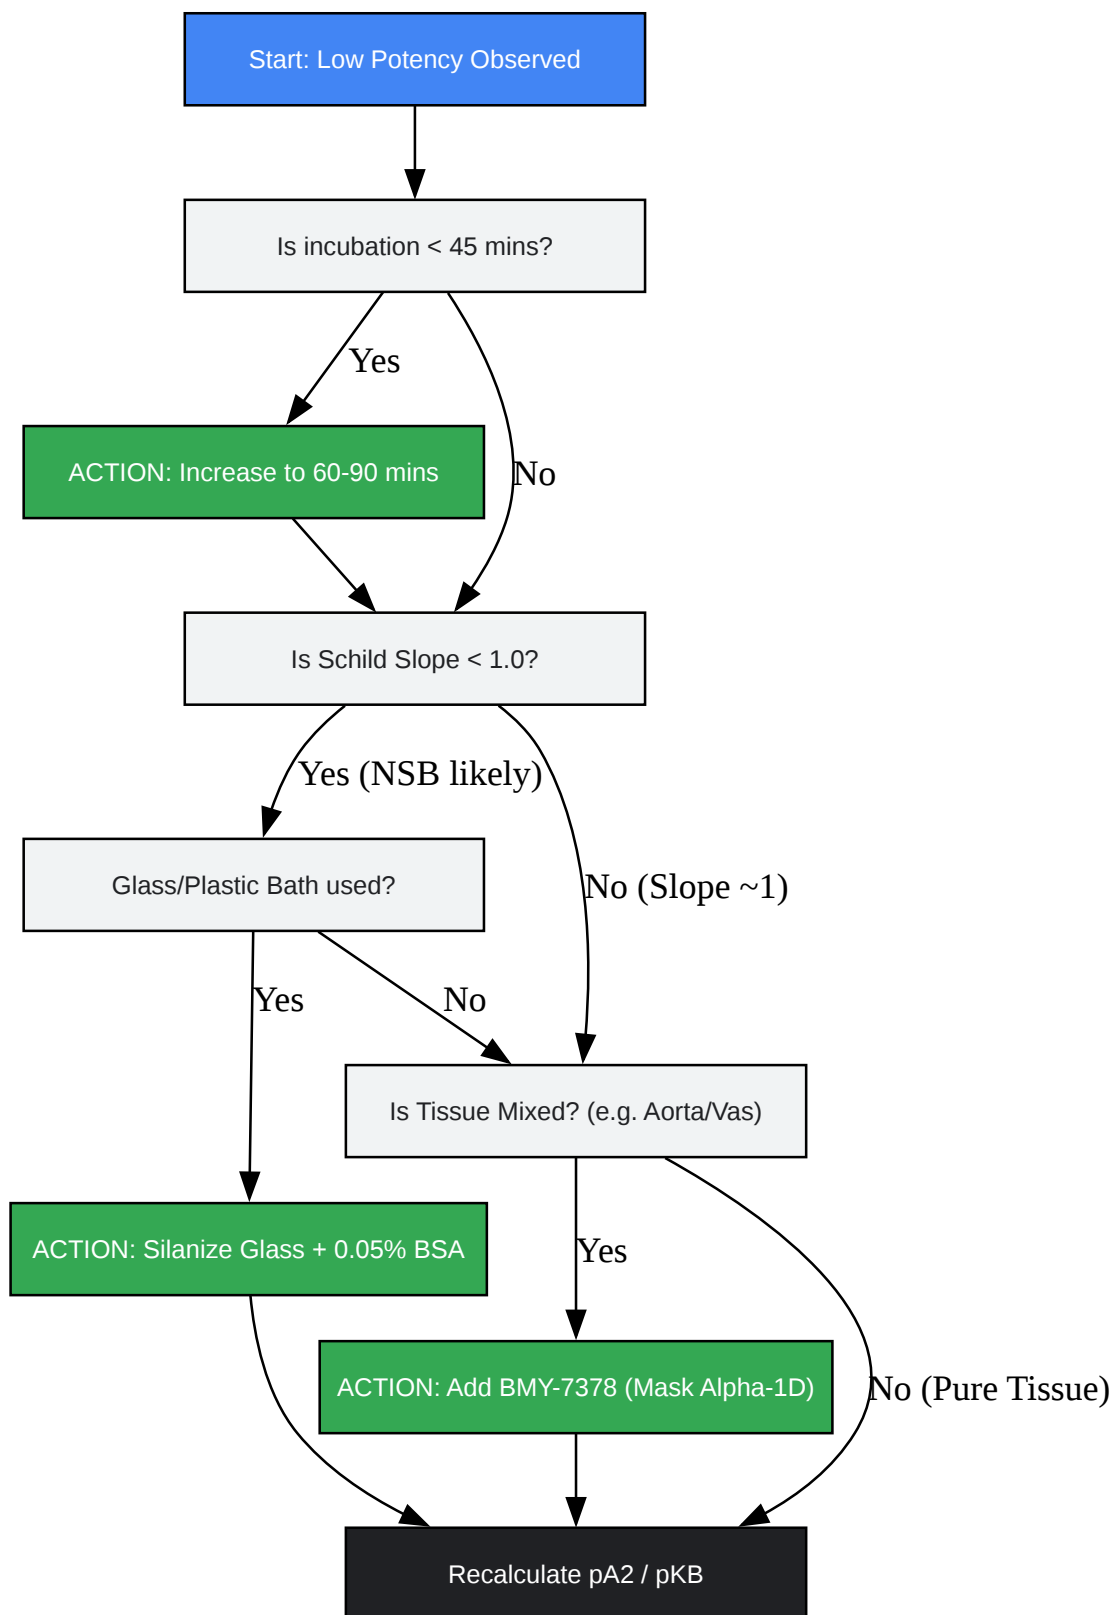 Start: Low Potency Observed
Is incubation < 45 mins?
Yes
ACTION: Increase to 60-90 mins
No
Is Schild Slope < 1.0?
Yes (NSB likely)
Glass/Plastic Bath used?
No (Slope ~1)
Yes
No
Is Tissue Mixed? (e.g. Aorta/Vas)
ACTION: Silanize Glass + 0.05% BSA
Yes
ACTION: Add BMY-7378 (Mask Alpha-1D)
No (Pure Tissue)
Recalculate pA2 / pKB